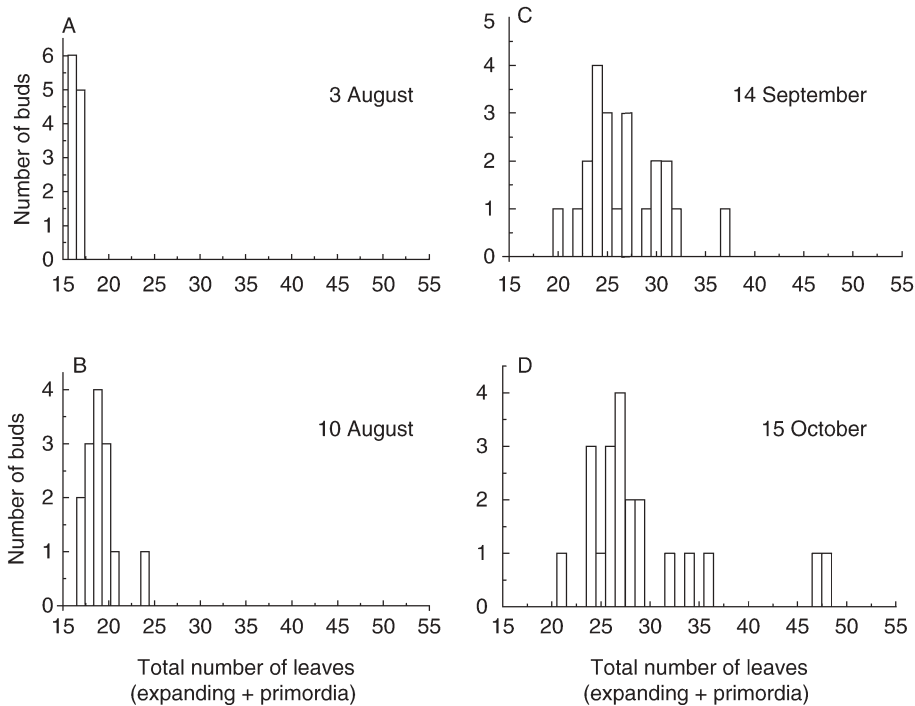 A
Number of buds
6
5
4
3
2
1
0
3 August
15 20 25 30 35 40 45 50 55
C
5
4
3
2
1
0
14 September
15 20 25 30 35 40 45 50 55
B
Number of buds
4
3
2
1
0
10 August
15 20 25 30 35 40 45 50 55
Total number of leaves
(expanding + primordia)
D
4
3
2
1
0
15 October
15 20 25 30 35 40 45 50 55
Total number of leaves
(expanding + primordia)